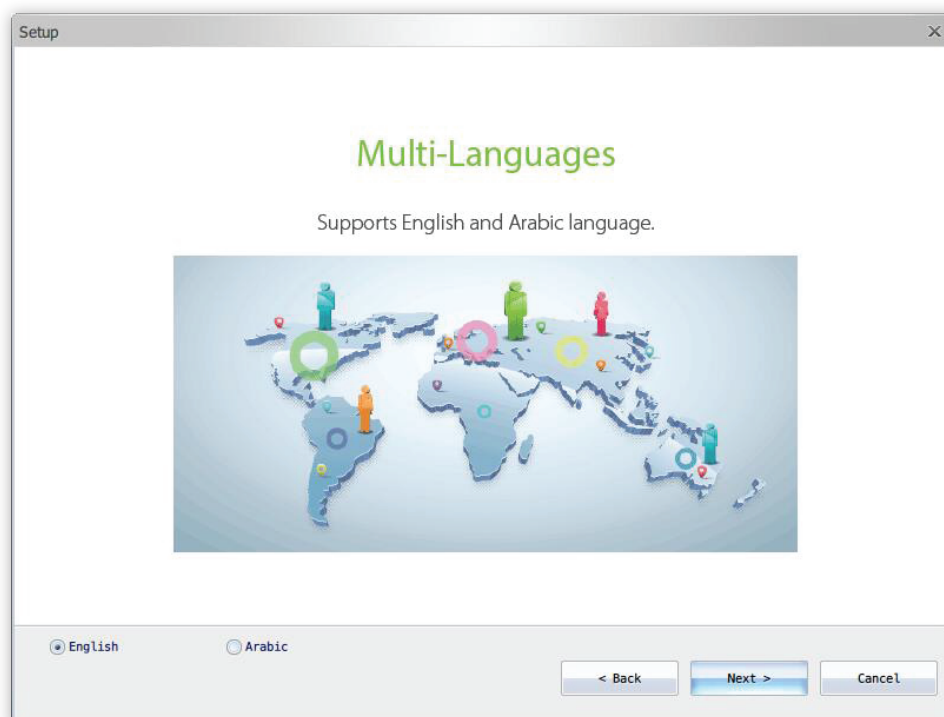 Setup
Multi-Languages
Supports English and Arabic language.
English
Arabic
< Back
Next >
Cancel